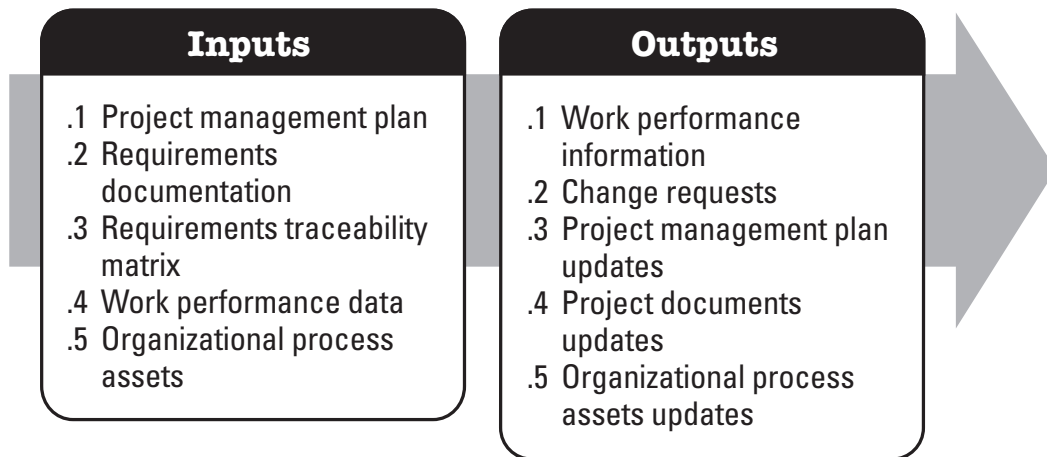 Inputs
.1 Project management plan
.2 Requirements
documentation
.3 Requirements traceability
matrix
.4 Work performance data
.5 Organizational process
assets
Outputs
.1 Work performance
information
.2 Change requests
.3 Project management plan
updates
.4 Project documents
updates
.5 Organizational process
assets updates